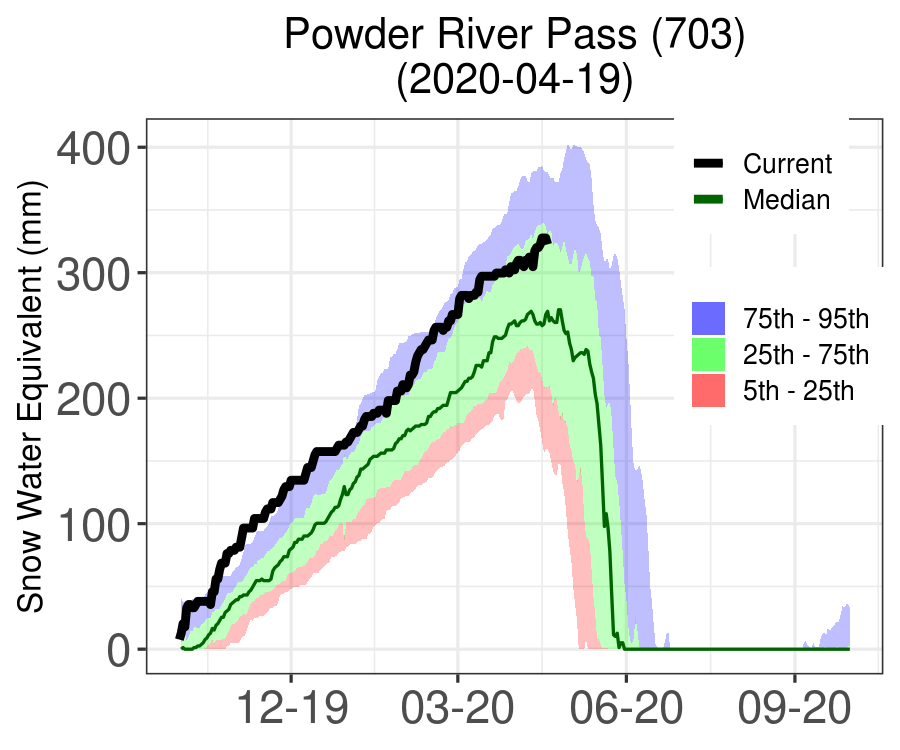 Powder River Pass (703)
(2020-04-19)
Snow Water Equivalent (mm)
400
300
200
100
0
12-19
03-20
06-20
09-20
Current
Median
75th - 95th
25th - 75th
5th - 25th